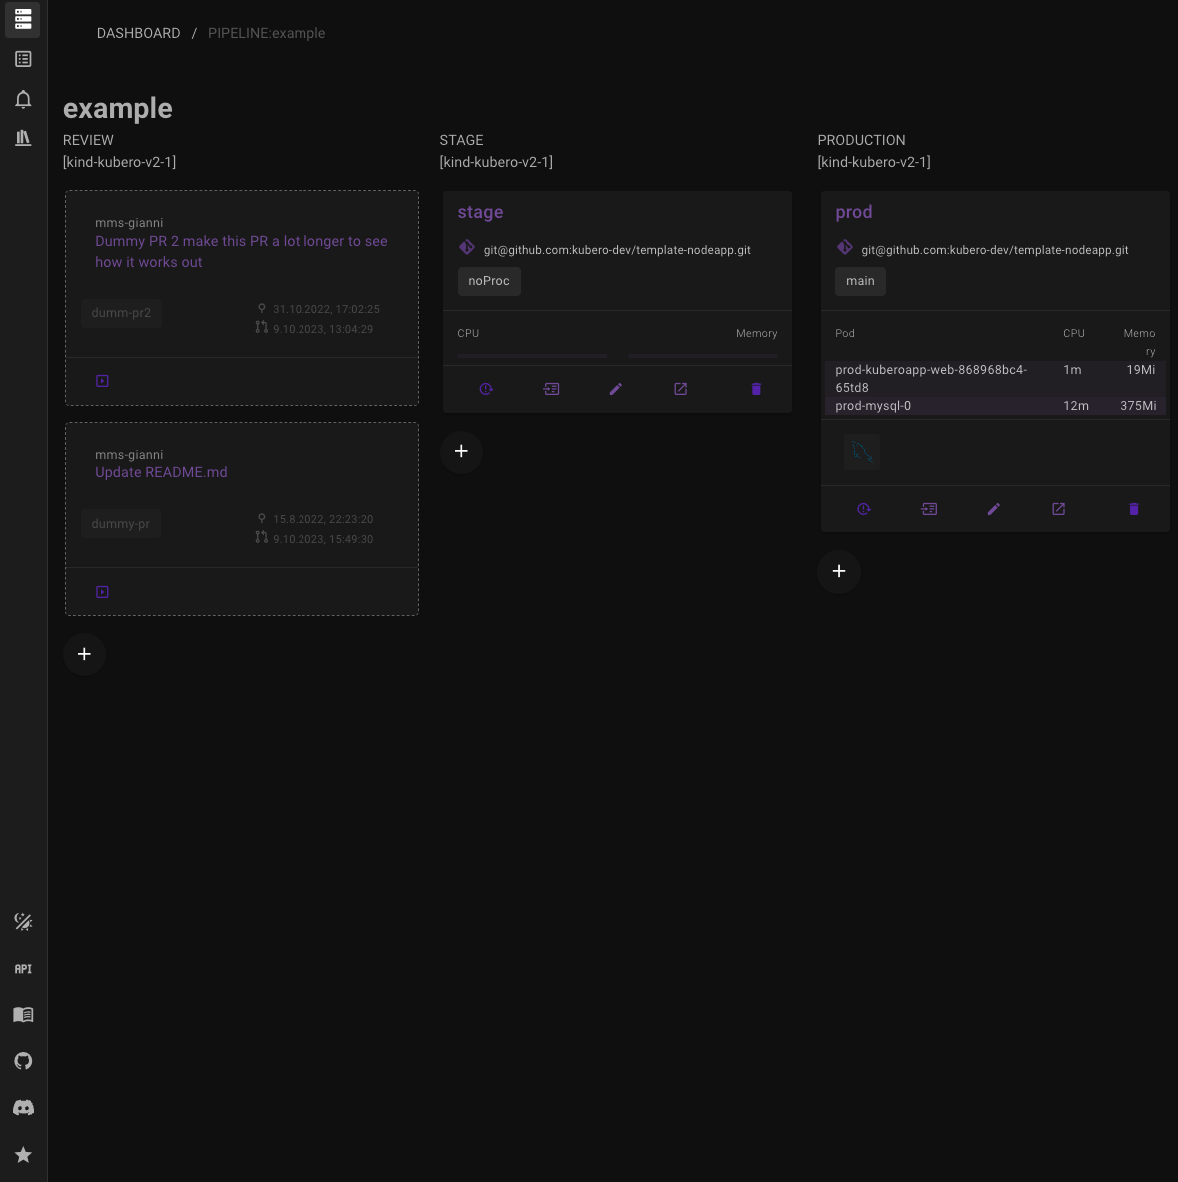 DASHBOARD / PIPELINE:example
example
REVIEW
[kind-kubero-v2-1]
mms-gianni
Dummy PR 2 make this PR a lot longer to see
how it works out
dumm-pr2
31.10.2022, 17:02:25
9.10.2023, 13:04:29
mms-gianni
Update README.md
dummy-pr
15.8.2022, 22:23:20
9.10.2023, 15:49:30
STAGE
[kind-kubero-v2-1]
stage
git@github.com:kubero-dev/template-nodeapp.git
noProc
CPU Memory
PRODUCTION
[kind-kubero-v2-1]
prod
git@github.com:kubero-dev/template-nodeapp.git
main
Pod CPU Memo
ry
prod-kuberoapp-web-868968bc4- 1m 19Mi
65td8
prod-mysql-0 12m 375Mi
API